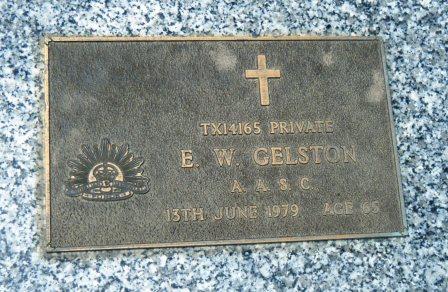 TX14165 PRIVATE
E. W. GELSTON
A. A. S. C.
13TH JUNE 1979 AGE 65